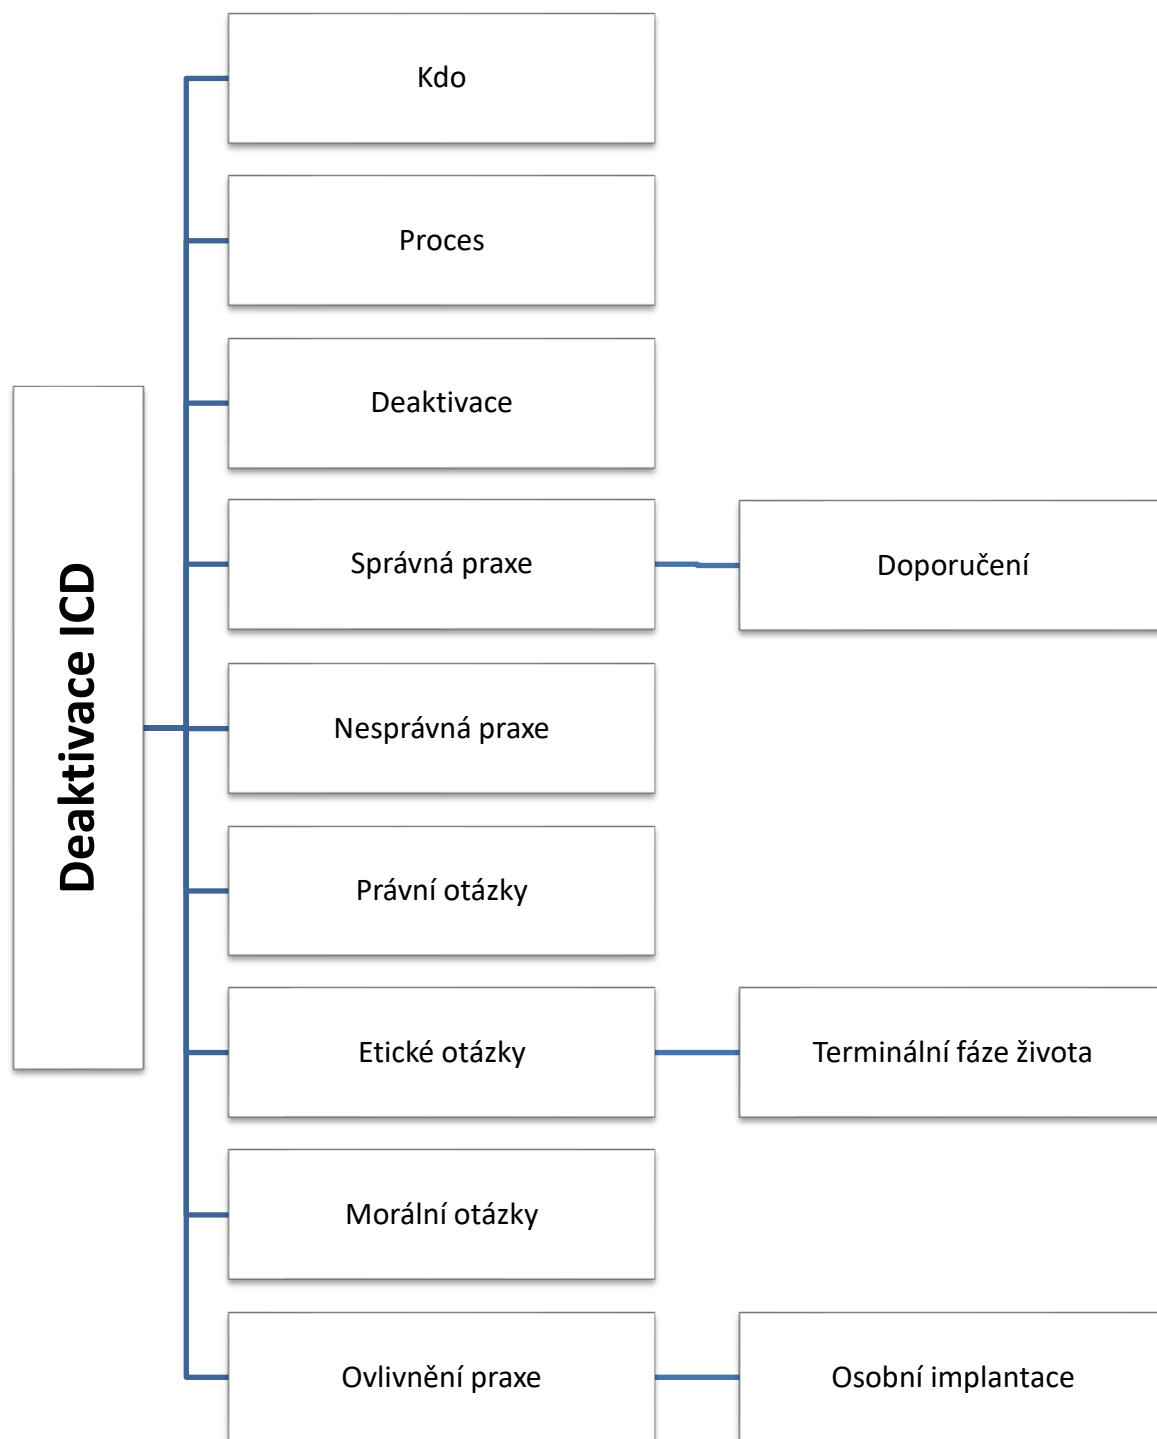 Deaktivace ICD
Kdo
Proces
Deaktivace
Správná praxe
Doporučení
Nesprávná praxe
Právní otázky
Etické otázky
Terminální fáze života
Morální otázky
Ovlivnění praxe
Osobní implantace